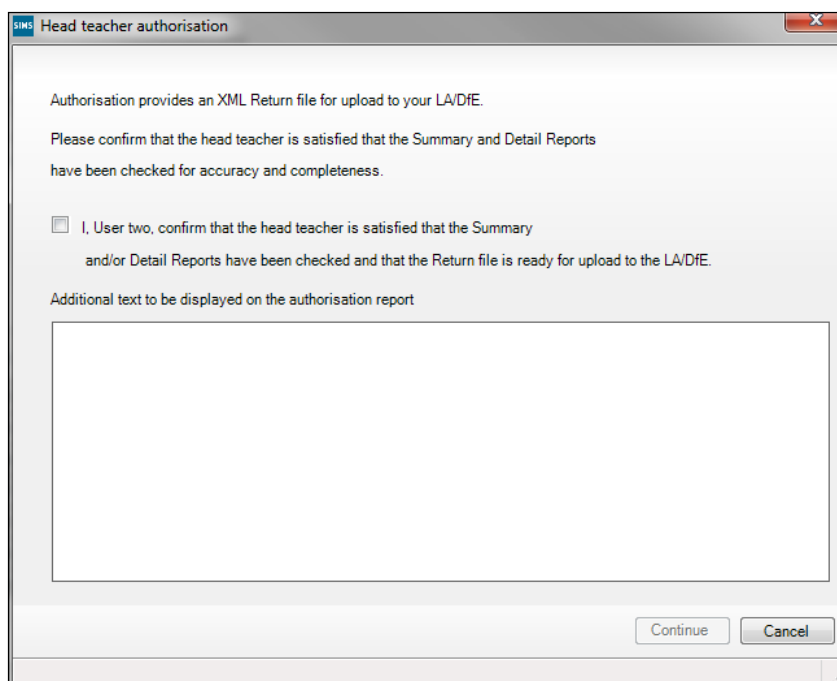 SIMS Head teacher authorisation
Authorisation provides an XML Return file for upload to your LA/DfE.
Please confirm that the head teacher is satisfied that the Summary and Detail Reports
have been checked for accuracy and completeness.
I, User two, confirm that the head teacher is satisfied that the Summary
and/or Detail Reports have been checked and that the Return file is ready for upload to the LA/DfE.
Additional text to be displayed on the authorisation report
Continue Cancel